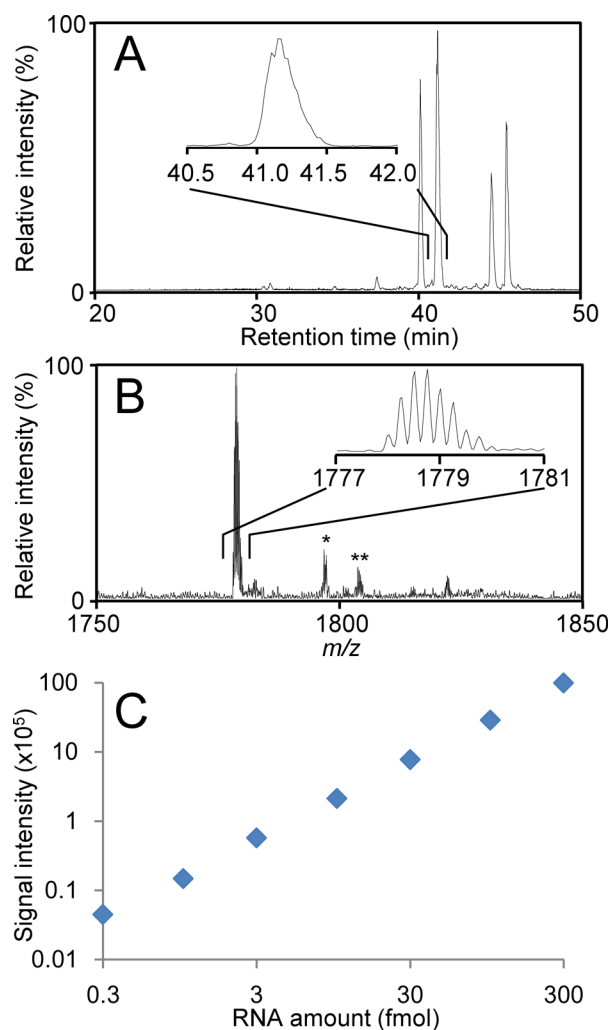 A
Relative intensity (%)
100
0
40.5 41.0 41.5 42.0
20 30 40 50
Retention time (min)
B
Relative intensity (%)
100
0
1777 1779 1781
* **
1750 1800 1850
m/z
C
Signal intensity (x10⁵)
100
10
1
0.1
0.01
0.3 3 30 300
RNA amount (fmol)